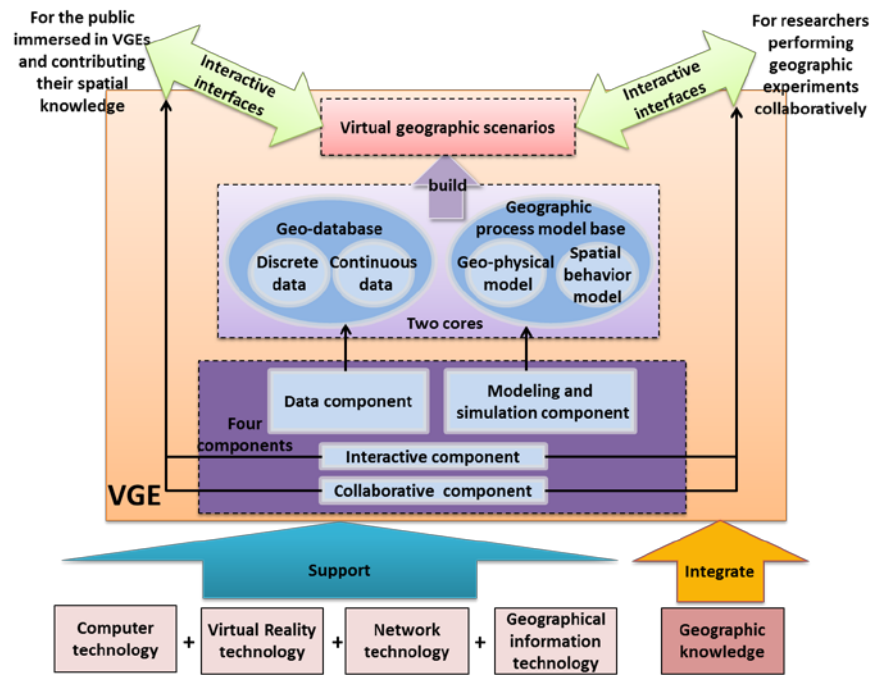 For the public
immersed in VGEs
and contributing
their spatial
knowledge
Interactive
interfaces
Interactive
interfaces
For researchers
performing
geographic
experiments
collaboratively
Virtual geographic scenarios
build
Geo-database
Discrete
data
Continuous
data
Geographic
process model base
Geo-physical
model
Spatial
behavior
model
Two cores
Data component
Modeling and
simulation component
Four
components
Interactive component
Collaborative component
VGE
Support
Integrate
Computer
technology
+
Virtual Reality
technology
+
Network
technology
+
Geographical
information
technology
Geographic
knowledge